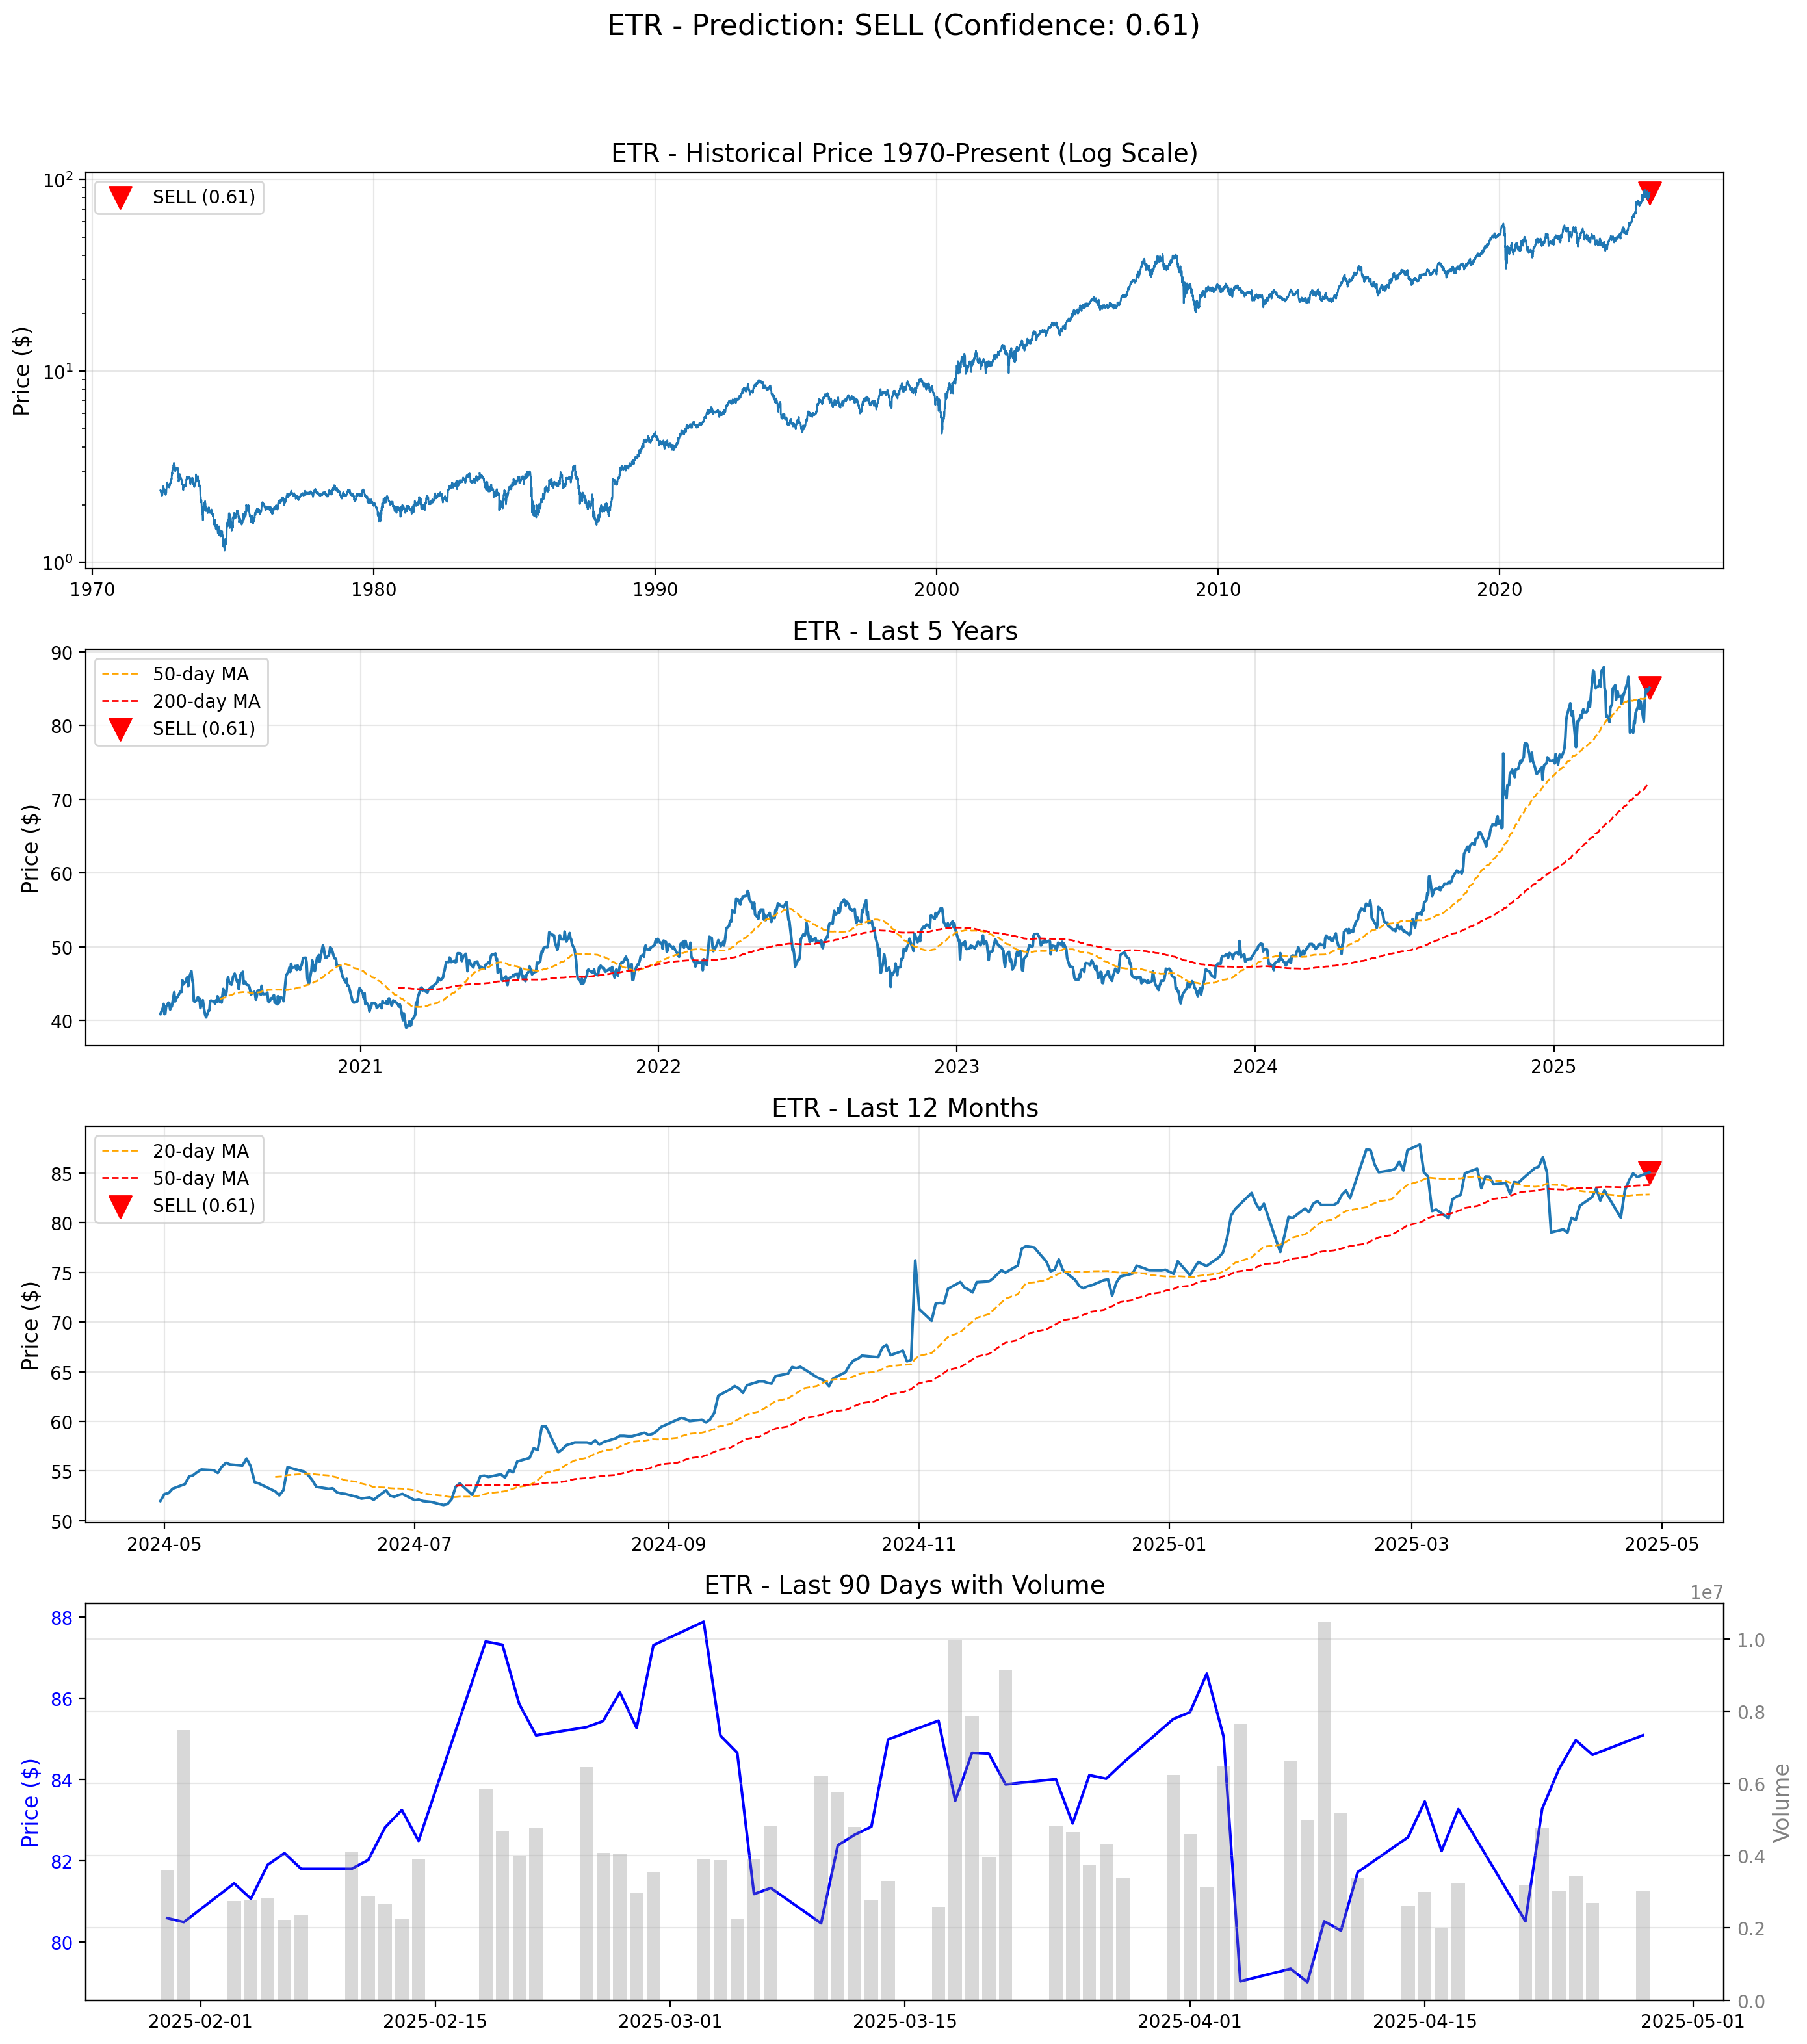 ETR - Prediction: SELL (Confidence: 0.61)
ETR - Historical Price 1970-Present (Log Scale)
SELL (0.61)
Price ($)
10²
10¹
10⁰
1970 1980 1990 2000 2010 2020
ETR - Last 5 Years
50-day MA
200-day MA
SELL (0.61)
Price ($)
90
80
70
60
50
40
2021 2022 2023 2024 2025
ETR - Last 12 Months
20-day MA
50-day MA
SELL (0.61)
Price ($)
85
80
75
70
65
60
55
50
2024-05 2024-07 2024-09 2024-11 2025-01 2025-03 2025-05
ETR - Last 90 Days with Volume
1e7
Price ($)
88
86
84
82
80
1.0
0.8
0.6
0.4
0.2
0.0
Volume
2025-02-01 2025-02-15 2025-03-01 2025-03-15 2025-04-01 2025-04-15 2025-05-01